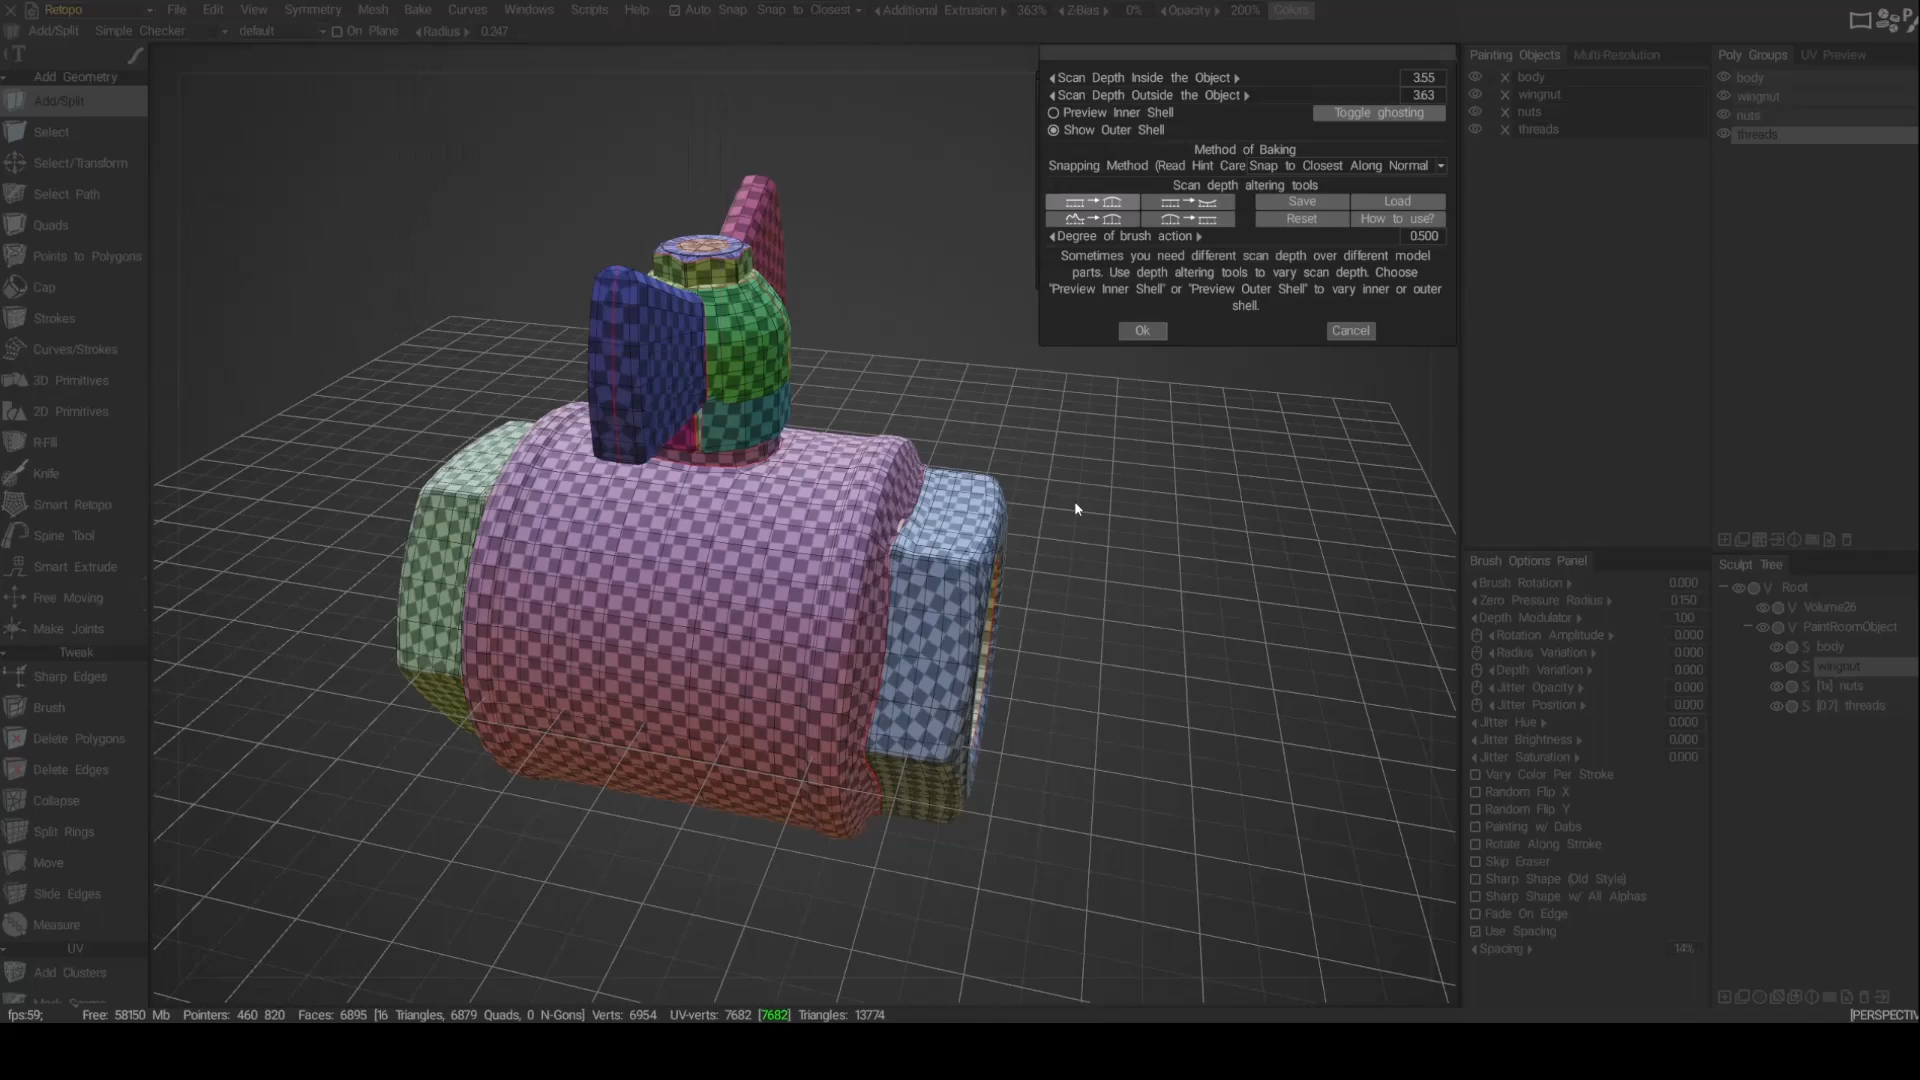 Retopo File Edit View Symmetry Mesh Bake Curves Windows Scripts Help Auto Snap Snap to Closest Additional Extrusion 363% Z-Bias 0% Opacity 200% Colors
Add/Split Simple Checker default On Plane Radius 0.247
Add Geometry
Add/Split
Select
Select/Transform
Select Path
Quads
Points to Polygons
Cap
Strokes
Curves/Strokes
3D Primitives
2D Primitives
R-Fill
Knife
Smart Retopo
Spine Tool
Smart Extrude
Free Moving
Make Joints
Tweak
Sharp Edges
Brush
Delete Polygons
Delete Edges
Collapse
Split Rings
Move
Slide Edges
Measure
UV
Add Clusters
Scan Depth Inside the Object 3.55
Scan Depth Outside the Object 3.63
Preview Inner Shell Toggle ghosting
Show Outer Shell
Method of Baking
Snapping Method (Read Hint Care Snap to Closest Along Normal
Scan depth altering tools
Save Load
Reset How to use?
Degree of brush action 0.500
Sometimes you need different scan depth over different model
parts. Use depth altering tools to vary scan depth. Choose
"Preview Inner Shell" or "Preview Outer Shell" to vary inner or outer
shell.
Ok Cancel
Painting Objects Multi-Resolution
body
wingnut
nuts
threads
Poly Groups UV Preview
body
wingnut
nuts
threads
Brush Options Panel
Brush Rotation 0.000
Zero Pressure Radius 0.150
Depth Modulator 1.00
Rotation Amplitude 0.000
Radius Variation 0.000
Depth Variation 0.000
Jitter Opacity 0.000
Jitter Position 0.000
Jitter Hue 0.000
Jitter Brightness 0.000
Jitter Saturation 0.000
Vary Color Per Stroke
Random Flip X
Random Flip Y
Painting w/ Dabs
Rotate Along Stroke
Skip Eraser
Sharp Shape (Old Style)
Sharp Shape w/ All Alphas
Fade On Edge
Use Spacing
Spacing 14%
Sculpt Tree
V Root
V Volume26
V PaintRoomObject
S body
S wingnut
S [1x] nuts
S [0.7] threads
fps:59; Free: 58150 Mb Pointers: 460 820 Faces: 6895 [16 Triangles, 6879 Quads, 0 N-Gons] Verts: 6954 UV-verts: 7682 [7682] Triangles: 13774 [PERSPECTIV